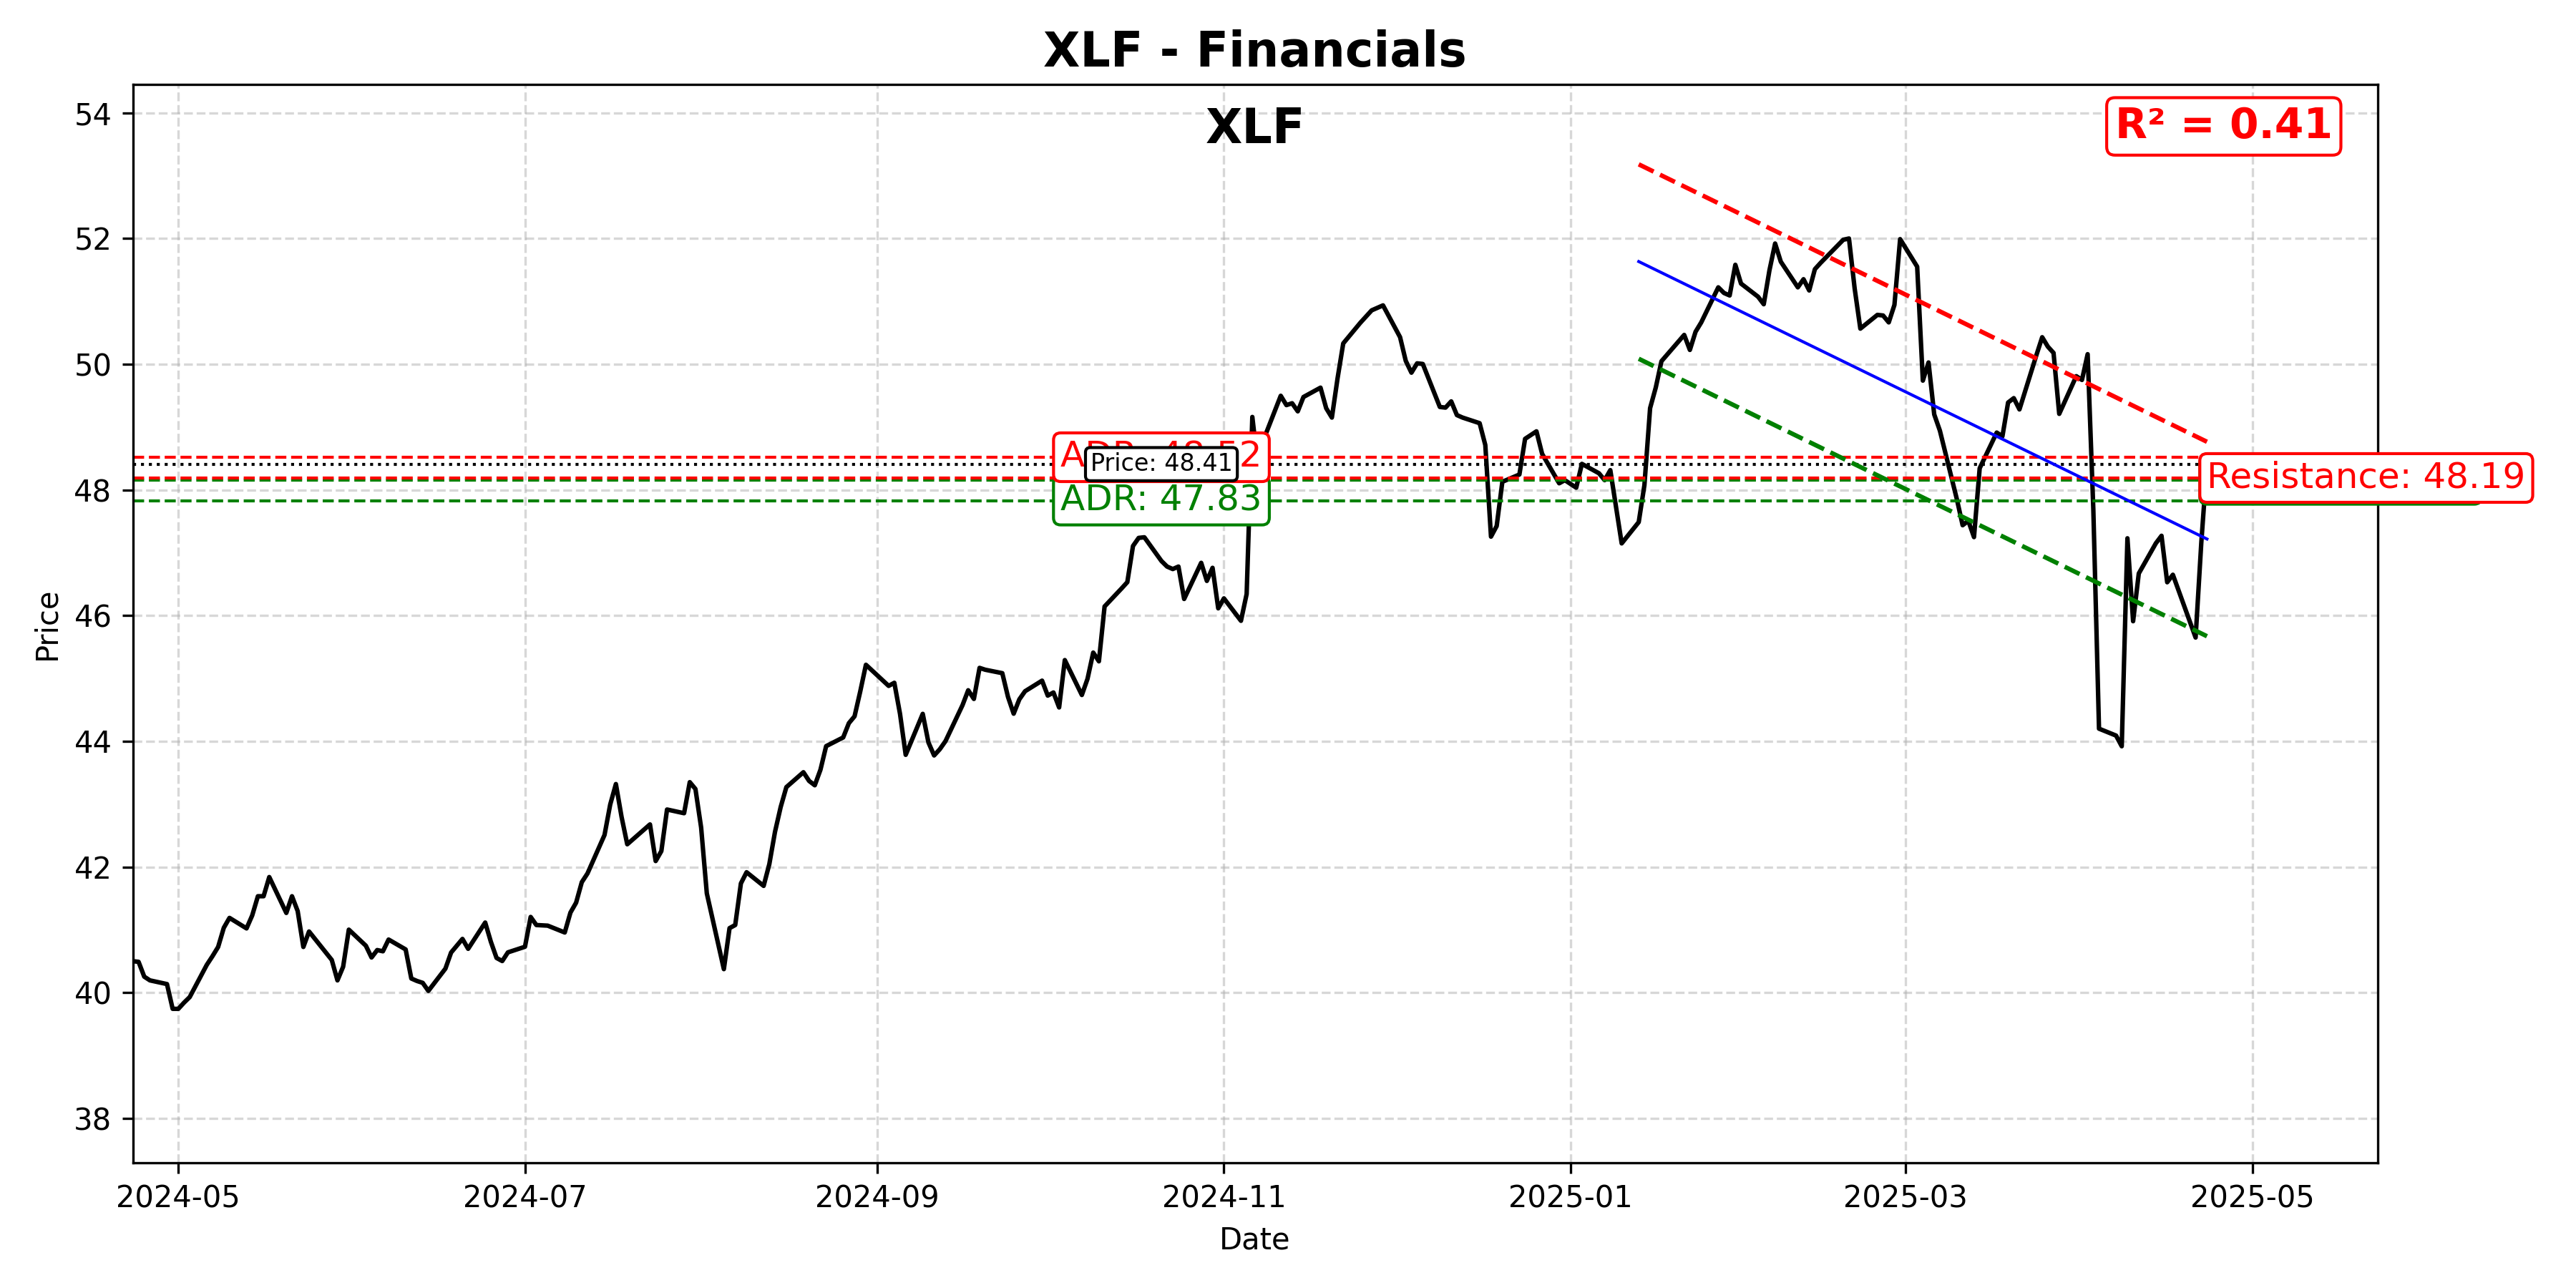 XLF - Financials
XLF
R² = 0.41
54
52
50
48
46
44
42
40
38
Price
Price: 48.41
ADR: 47.83
Resistance: 48.19
2024-05
2024-07
2024-09
2024-11
2025-01
2025-03
2025-05
Date